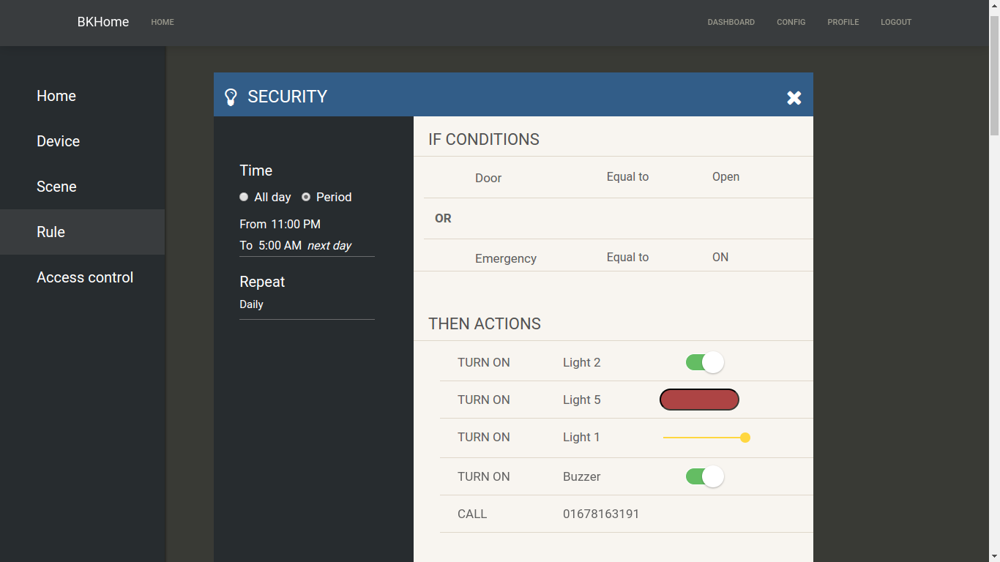 BKHome HOME DASHBOARD CONFIG PROFILE LOGOUT
Home
Device
Scene
Rule
Access control
SECURITY
Time
All day Period
From 11:00 PM
To 5:00 AM next day
Repeat
Daily
IF CONDITIONS
Door Equal to Open
OR
Emergency Equal to ON
THEN ACTIONS
TURN ON Light 2
TURN ON Light 5
TURN ON Light 1
TURN ON Buzzer
CALL 01678163191